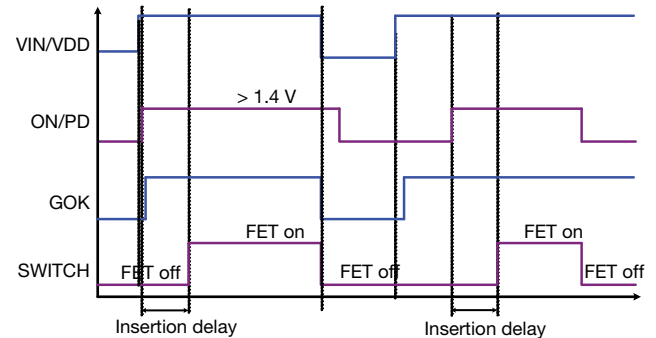 VIN/VDD
> 1.4 V
ON/PD
GOK
FET on
FET on
SWITCH
FET off
FET off
FET off
Insertion delay
Insertion delay